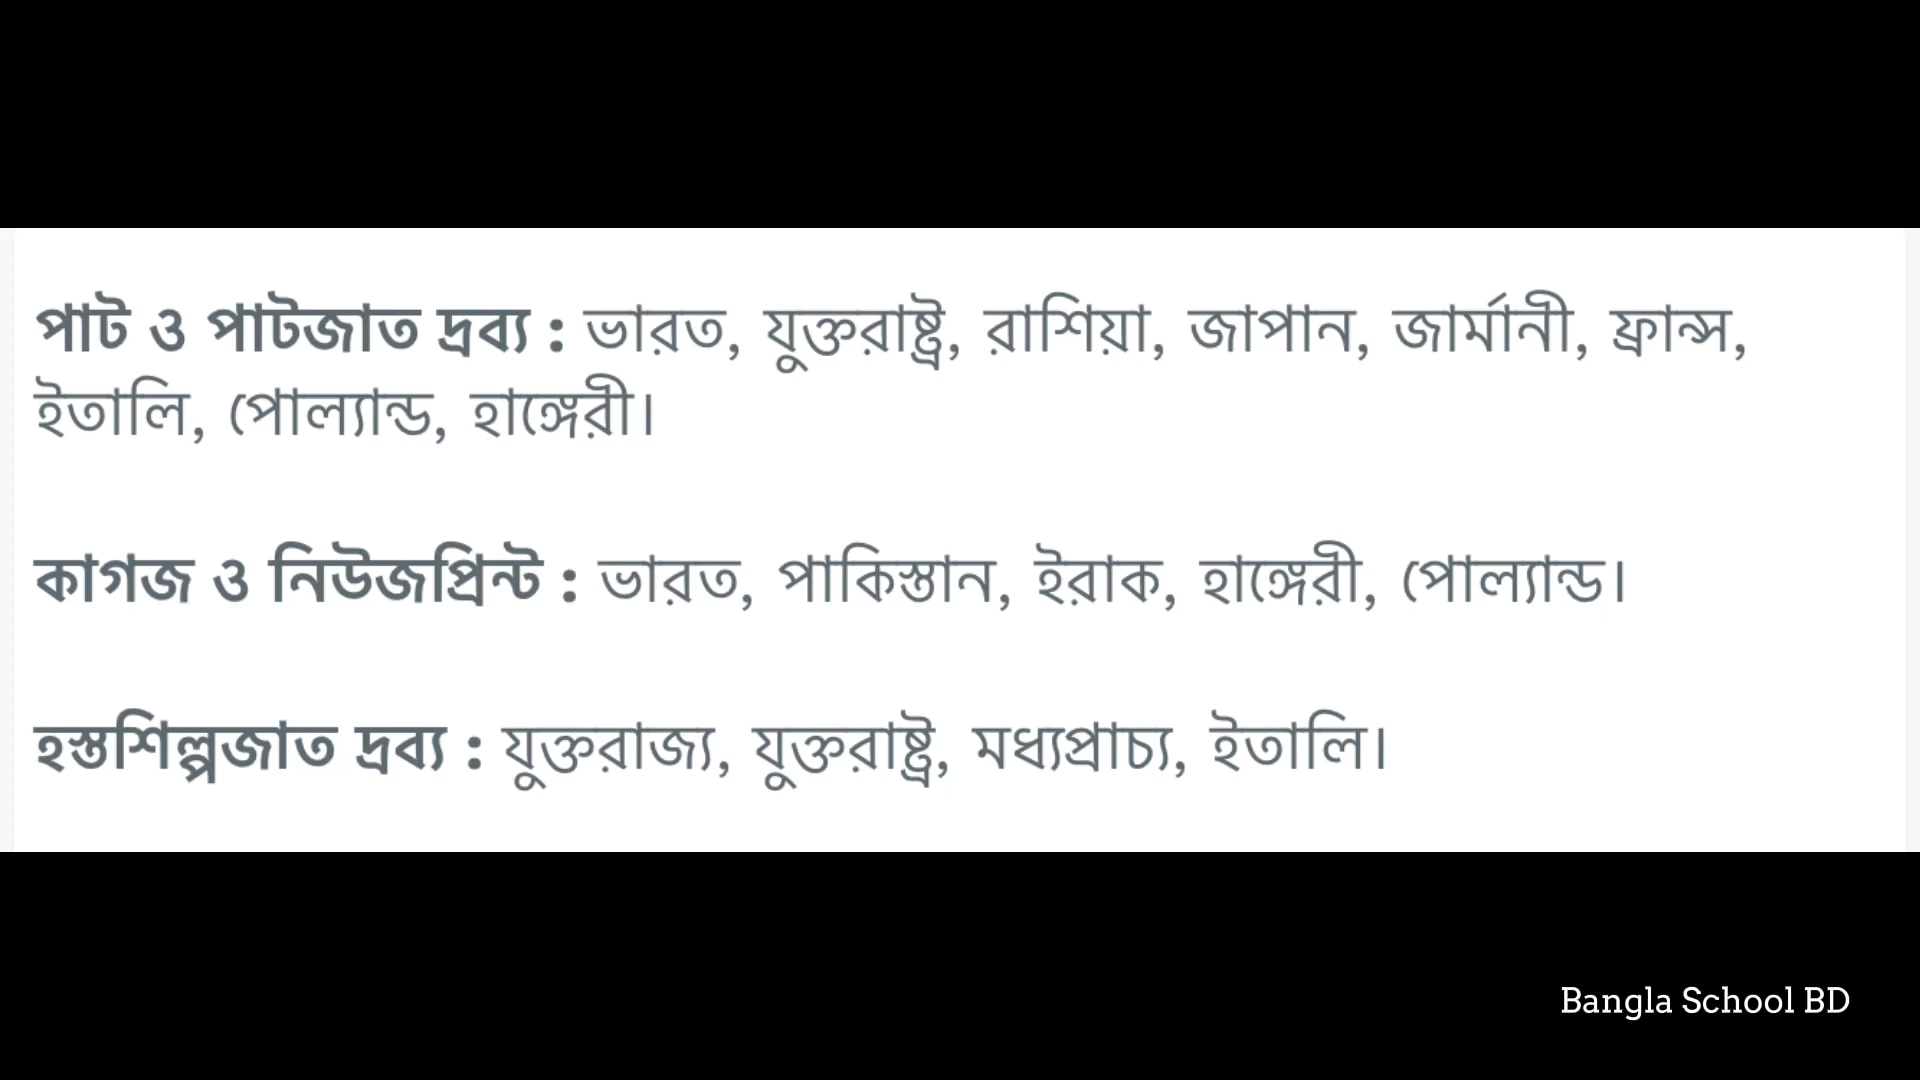 পাট ও পাটজাত দ্রব্য : ভারত, যুক্তরাষ্ট্র, রাশিয়া, জাপান, জার্মানী, ফ্রান্স,
ইতালি, পোল্যান্ড, হাঙ্গেরী।
কাগজ ও নিউজপ্রিন্ট : ভারত, পাকিস্তান, ইরাক, হাঙ্গেরী, পোল্যান্ড।
হস্তশিল্পজাত দ্রব্য : যুক্তরাজ্য, যুক্তরাষ্ট্র, মধ্যপ্রাচ্য, ইতালি।
Bangla School BD